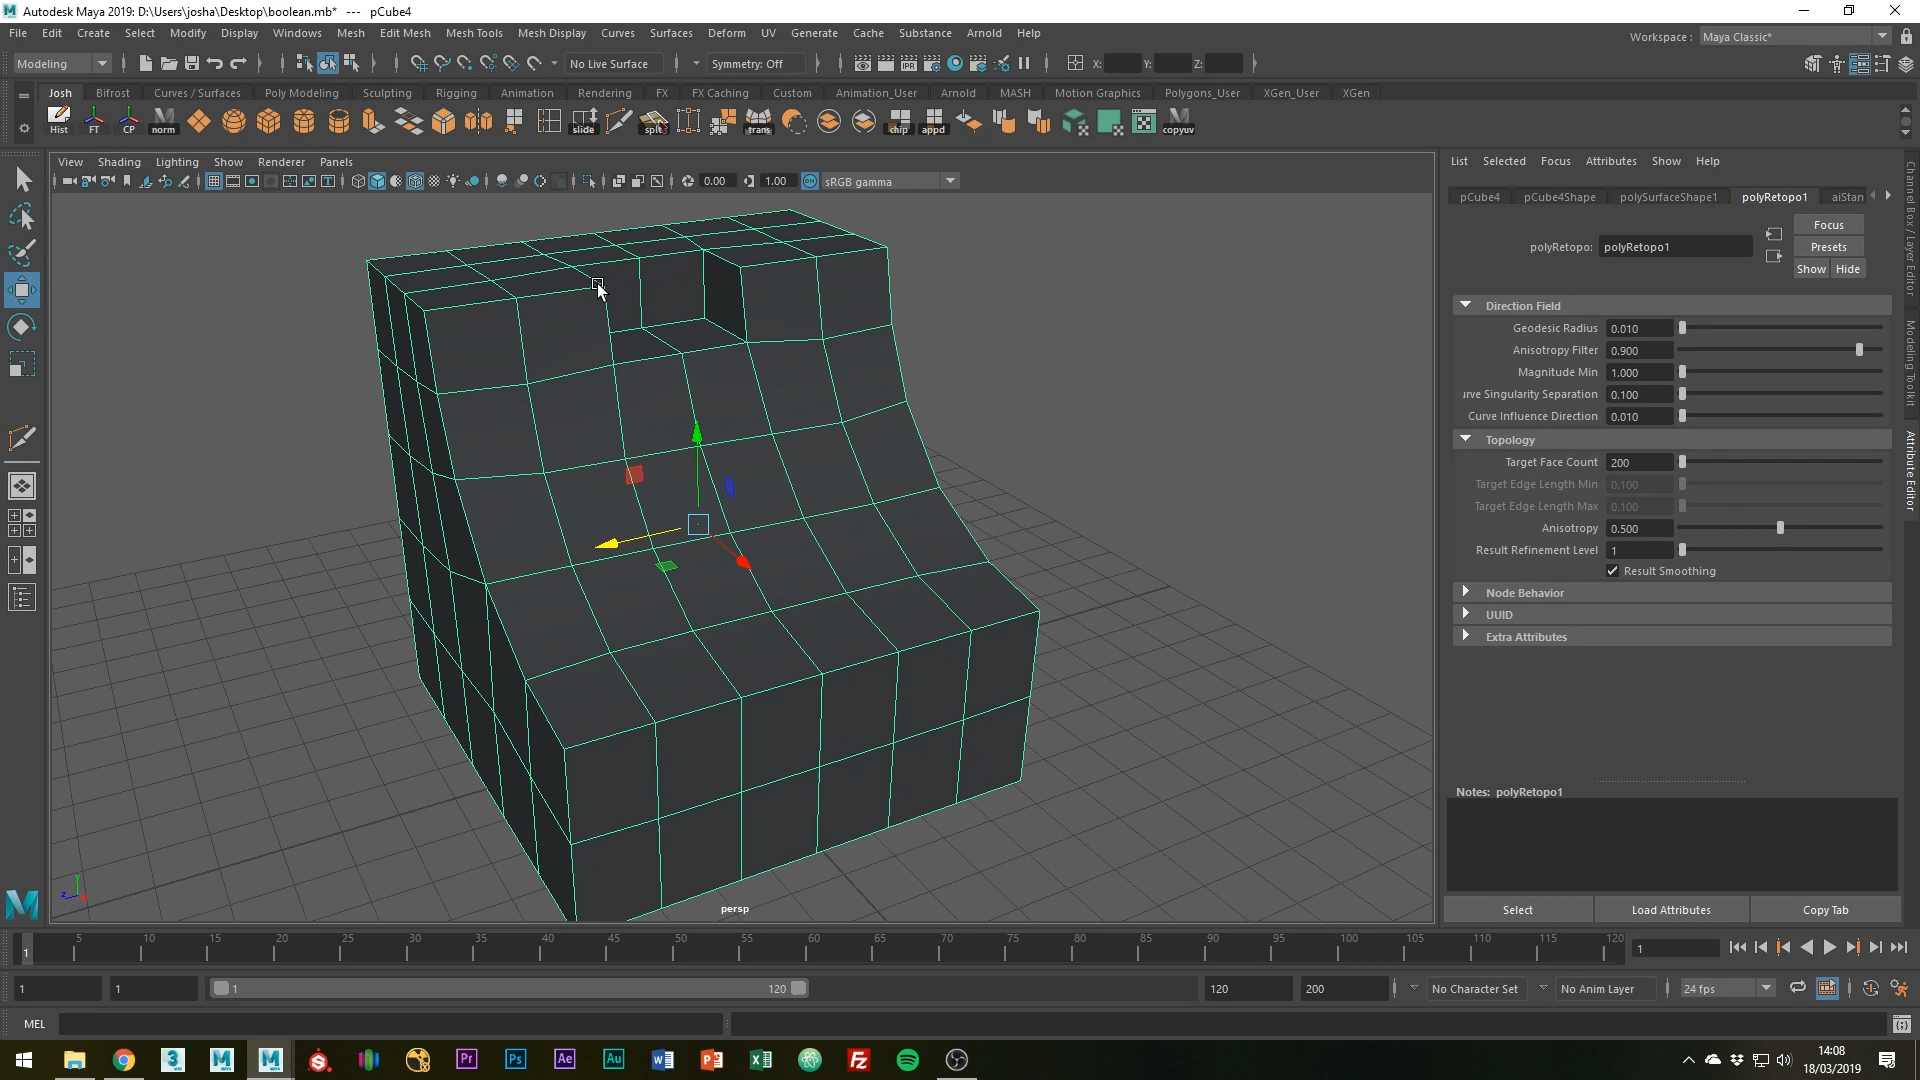 Autodesk Maya 2019: D:\Users\josha\Desktop\boolean.mb* --- pCube4
File Edit Create Select Modify Display Windows Mesh Edit Mesh Mesh Tools Mesh Display Curves Surfaces Deform UV Generate Cache Substance Arnold Help
Workspace : Maya Classic*
Modeling No Live Surface Symmetry: Off X: Y: Z:
Josh Bifrost Curves / Surfaces Poly Modeling Sculpting Rigging Animation Rendering FX FX Caching Custom Animation_User Arnold MASH Motion Graphics Polygons_User XGen_User XGen
Hist FT CP norm slide split trans chip appd copyuv
View Shading Lighting Show Renderer Panels
0.00 1.00 sRGB gamma
persp
List Selected Focus Attributes Show Help
pCube4 pCube4Shape polySurfaceShape1 polyRetopo1 aiStan
Focus
polyRetopo: polyRetopo1 Presets
Show Hide
Direction Field
Geodesic Radius 0.010
Anisotropy Filter 0.900
Magnitude Min 1.000
urve Singularity Separation 0.100
Curve Influence Direction 0.010
Topology
Target Face Count 200
Target Edge Length Min 0.100
Target Edge Length Max 0.100
Anisotropy 0.500
Result Refinement Level 1
Result Smoothing
Node Behavior
UUID
Extra Attributes
Notes: polyRetopo1
Select Load Attributes Copy Tab
Channel Box / Layer Editor
Modeling Toolkit
Attribute Editor
1 5 10 15 20 25 30 35 40 45 50 55 60 65 70 75 80 85 90 95 100 105 110 115 120 1
1 1 1 120 120 200 No Character Set No Anim Layer 24 fps
MEL
14:08
18/03/2019